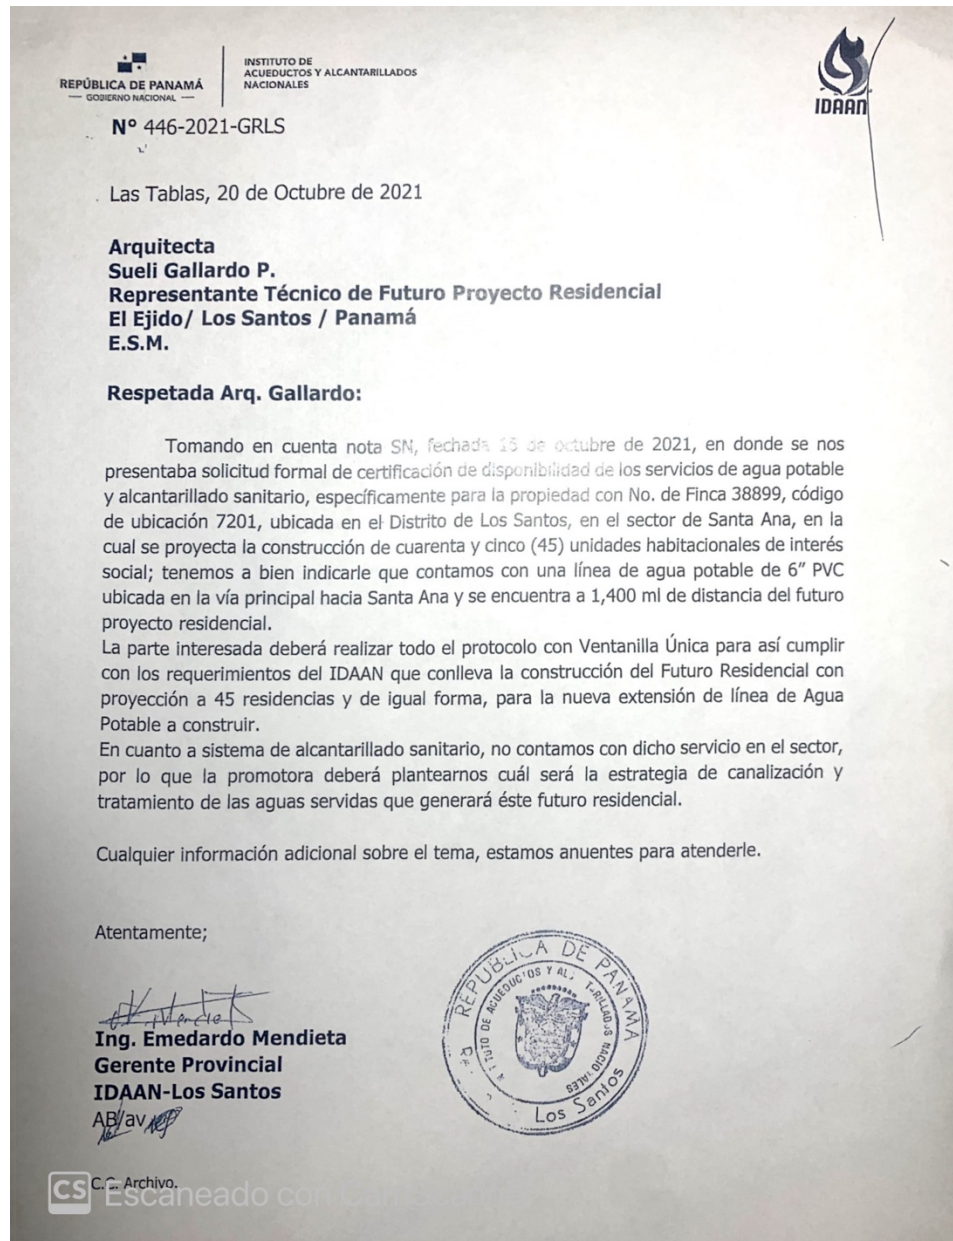 REPÚBLICA DE PANAMÁ
— GOBIERNO NACIONAL —
INSTITUTO DE
ACUEDUCTOS Y ALCANTARILLADOS
NACIONALES
IDAAN
Nº 446-2021-GRLS
Las Tablas, 20 de Octubre de 2021
Arquitecta
Sueli Gallardo P.
Representante Técnico de Futuro Proyecto Residencial
El Ejido/ Los Santos / Panamá
E.S.M.
Respetada Arq. Gallardo:
Tomando en cuenta nota SN, fechada 15 de octubre de 2021, en donde se nos
presentaba solicitud formal de certificación de disponibilidad de los servicios de agua potable
y alcantarillado sanitario, específicamente para la propiedad con No. de Finca 38899, código
de ubicación 7201, ubicada en el Distrito de Los Santos, en el sector de Santa Ana, en la
cual se proyecta la construcción de cuarenta y cinco (45) unidades habitacionales de interés
social; tenemos a bien indicarle que contamos con una línea de agua potable de 6” PVC
ubicada en la vía principal hacia Santa Ana y se encuentra a 1,400 ml de distancia del futuro
proyecto residencial.
La parte interesada deberá realizar todo el protocolo con Ventanilla Única para así cumplir
con los requerimientos del IDAAN que conlleva la construcción del Futuro Residencial con
proyección a 45 residencias y de igual forma, para la nueva extensión de línea de Agua
Potable a construir.
En cuanto a sistema de alcantarillado sanitario, no contamos con dicho servicio en el sector,
por lo que la promotora deberá plantearnos cuál será la estrategia de canalización y
tratamiento de las aguas servidas que generará éste futuro residencial.
Cualquier información adicional sobre el tema, estamos anuentes para atenderle.
Atentamente;
Ing. Emedardo Mendieta
Gerente Provincial
IDAAN-Los Santos
AB/av
REPUBLICA DE PANAMA
Los Santos
C.C. Archivo.
CS Escaneado con